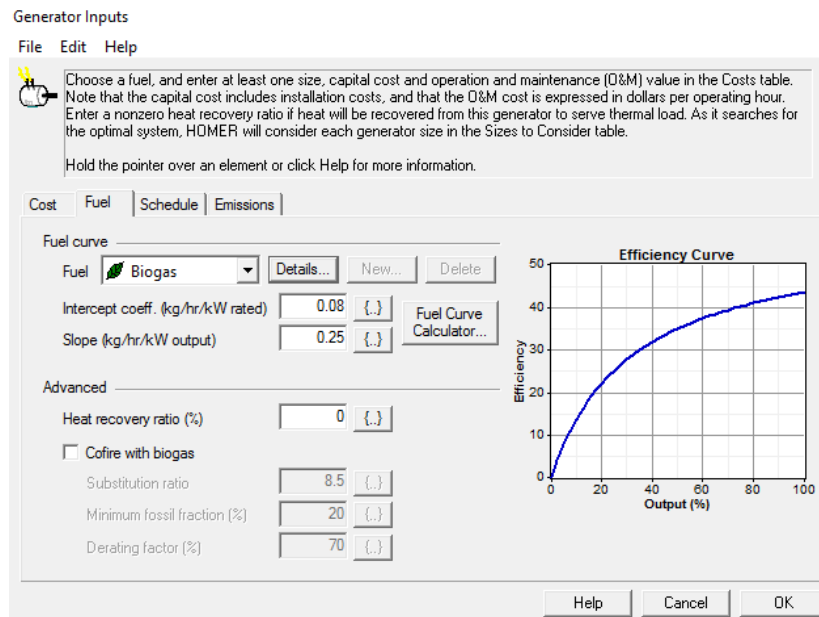 Generator Inputs
File Edit Help
Choose a fuel, and enter at least one size, capital cost and operation and maintenance (O&M) value in the Costs table.
Note that the capital cost includes installation costs, and that the O&M cost is expressed in dollars per operating hour.
Enter a nonzero heat recovery ratio if heat will be recovered from this generator to serve thermal load. As it searches for
the optimal system, HOMER will consider each generator size in the Sizes to Consider table.
Hold the pointer over an element or click Help for more information.
Cost Fuel Schedule Emissions
Fuel curve
Fuel Biogas Details... New... Delete
Intercept coeff. (kg/hr/kW rated) 0.08 {..}
Slope (kg/hr/kW output) 0.25 {..}
Fuel Curve
Calculator...
Advanced
Heat recovery ratio (%) 0 {..}
Cofire with biogas
Substitution ratio 8.5 {..}
Minimum fossil fraction (%) 20 {..}
Derating factor (%) 70 {..}
Efficiency Curve
Efficiency
50
40
30
20
10
0
0 20 40 60 80 100
Output (%)
Help Cancel OK